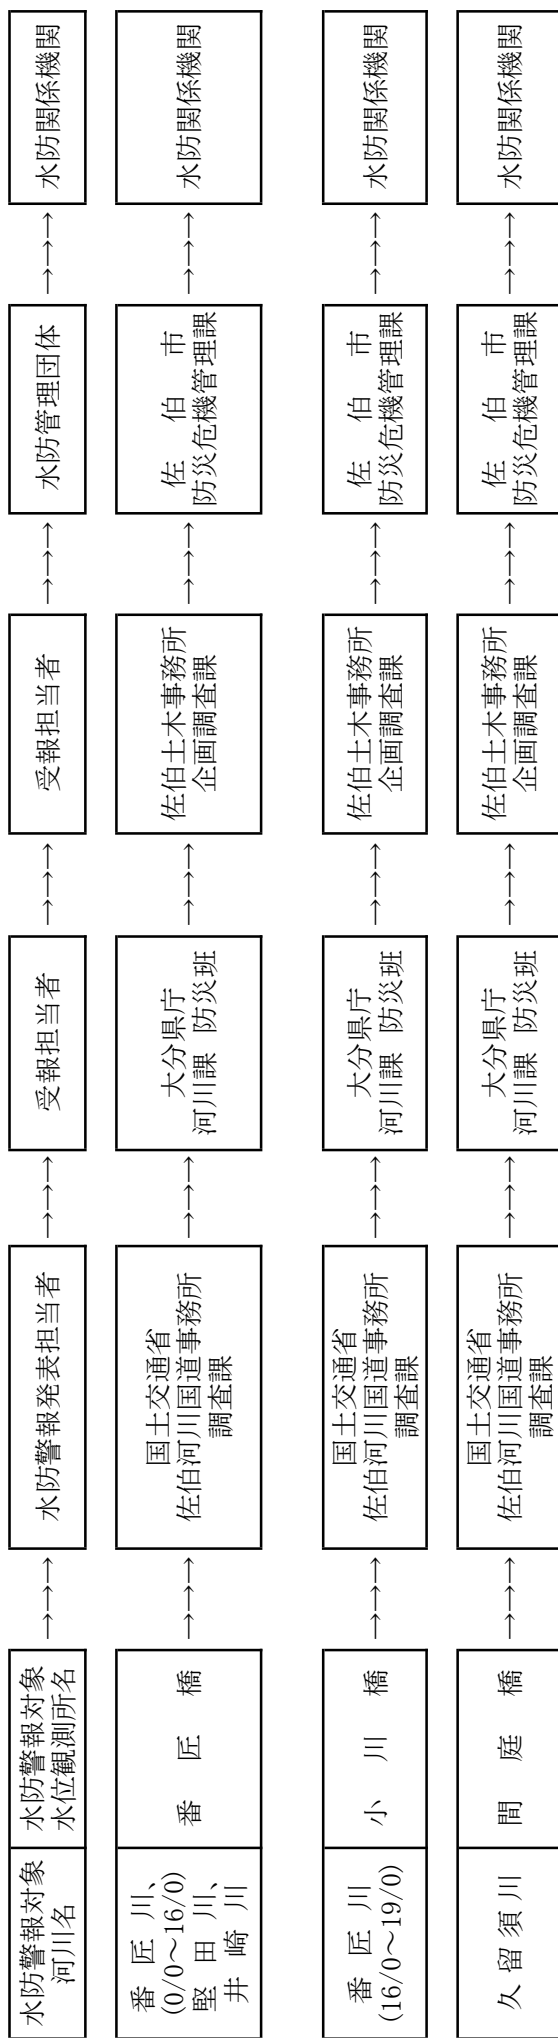 水防警報対象
河川名
水防警報対象
水位観測所名
→→→→
水防警報発表担当者
→→→→
受報担当者
→→→→
受報担当者
→→→→
水防管理団体
→→→→
水防関係機関
番 匠 川、
(0/0～16/0)
堅 田 川、
井 崎 川
番 匠 橋
→→→→
国土交通省
佐伯河川国道事務所
調査課
→→→→
大分県庁
河川課 防災班
→→→→
佐伯土木事務所
企画調査課
→→→→
佐 伯 市
防災危機管理課
→→→→
水防関係機関
番 匠 川
(16/0～19/0)
小 川 橋
→→→→
国土交通省
佐伯河川国道事務所
調査課
→→→→
大分県庁
河川課 防災班
→→→→
佐伯土木事務所
企画調査課
→→→→
佐 伯 市
防災危機管理課
→→→→
水防関係機関
久 留 須 川
間 庭 橋
→→→→
国土交通省
佐伯河川国道事務所
調査課
→→→→
大分県庁
河川課 防災班
→→→→
佐伯土木事務所
企画調査課
→→→→
佐 伯 市
防災危機管理課
→→→→
水防関係機関